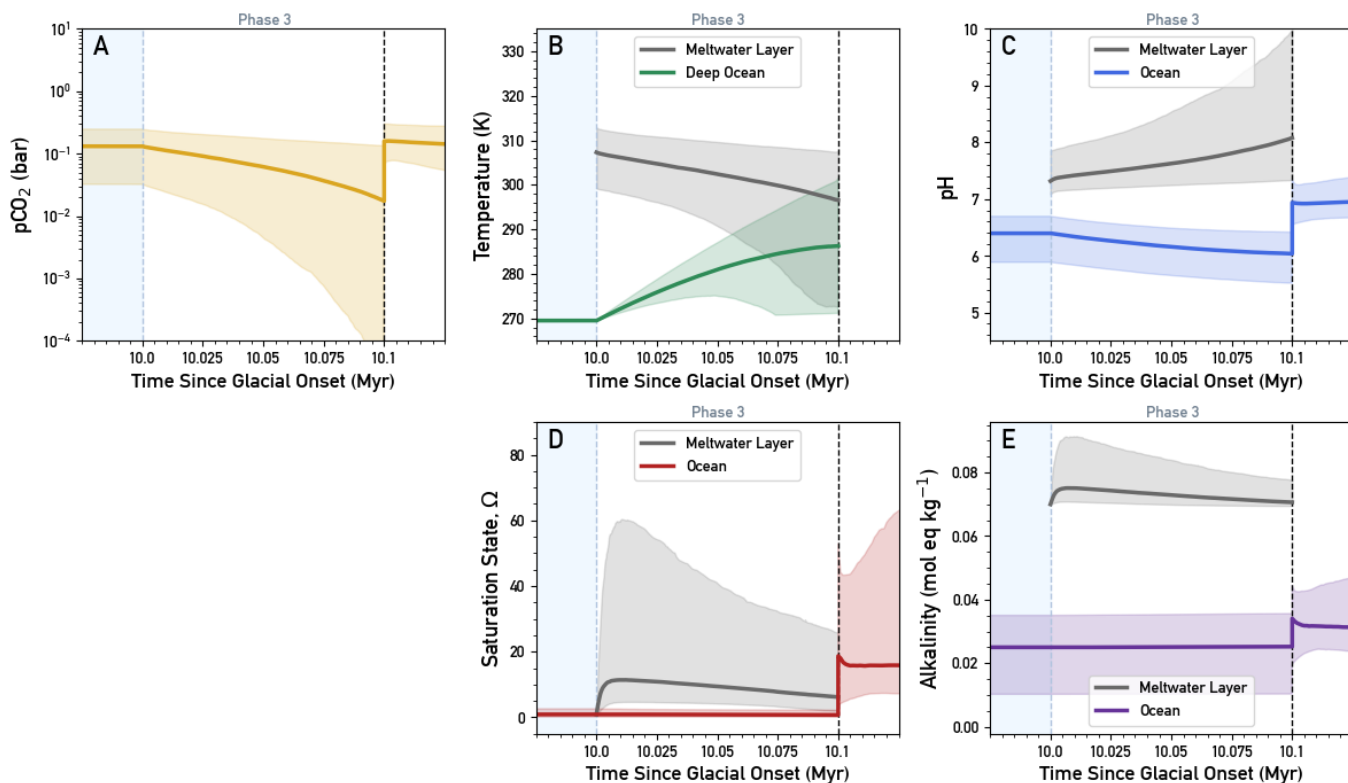 Phase 3
A
10¹
10⁰
10⁻¹
10⁻²
10⁻³
10⁻⁴
pCO₂ (bar)
10.0 10.025 10.050 10.075 10.1
Time Since Glacial Onset (Myr)
Phase 3
B
Meltwater Layer
Deep Ocean
330
320
310
300
290
280
270
Temperature (K)
10.0 10.025 10.050 10.075 10.1
Time Since Glacial Onset (Myr)
Phase 3
C
Meltwater Layer
Ocean
10
9
8
7
6
5
pH
10.0 10.025 10.050 10.075 10.1
Time Since Glacial Onset (Myr)
Phase 3
D
Meltwater Layer
Ocean
80
60
40
20
0
Saturation State, Ω
10.0 10.025 10.050 10.075 10.1
Time Since Glacial Onset (Myr)
Phase 3
E
0.08
0.06
0.04
0.02
0.00
Alkalinity (mol eq kg⁻¹)
Meltwater Layer
Ocean
10.0 10.025 10.050 10.075 10.1
Time Since Glacial Onset (Myr)